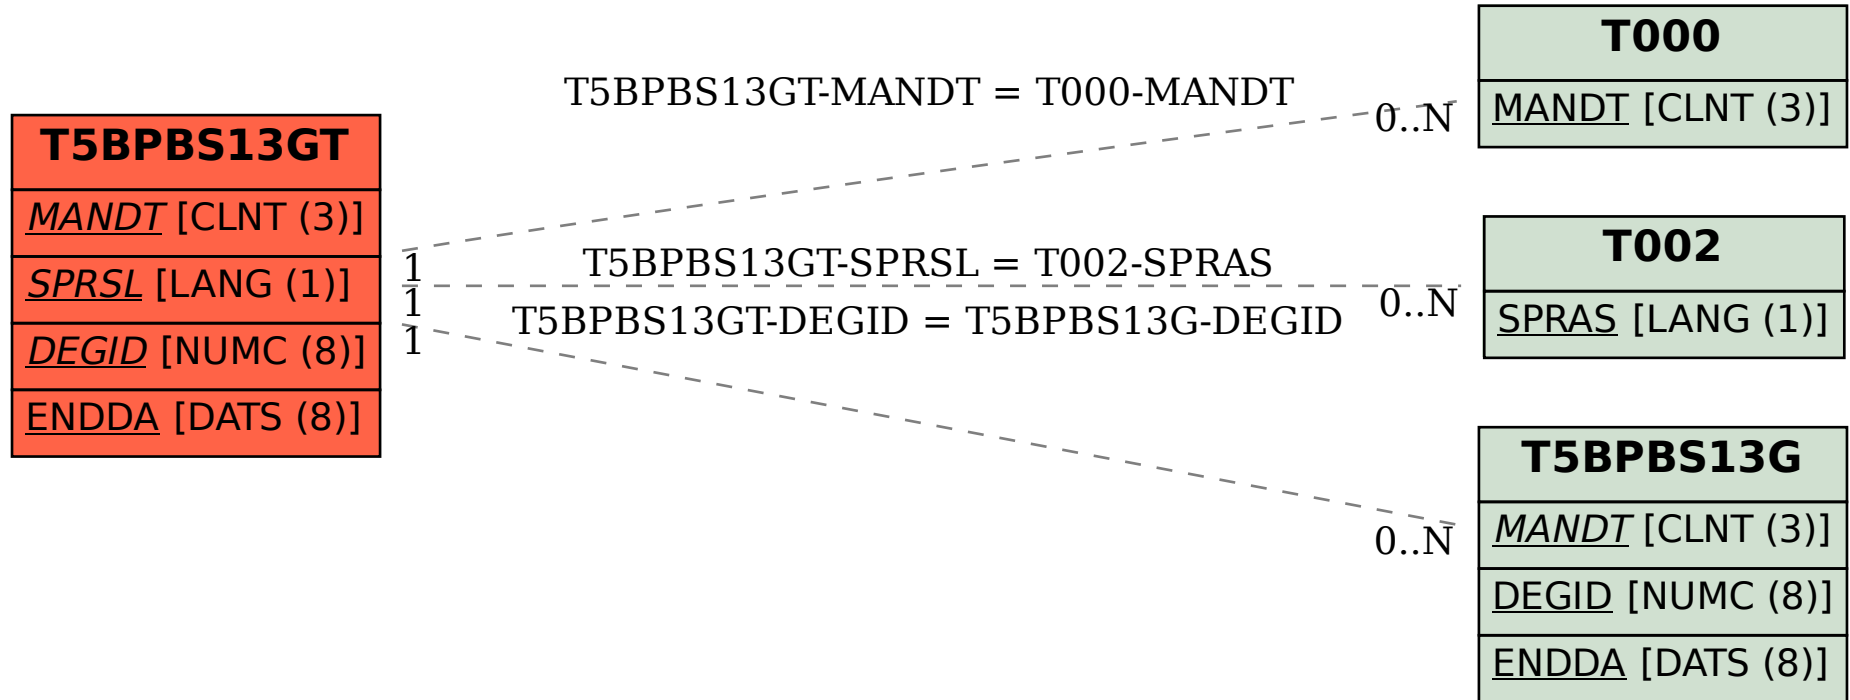 T5BPBS13GT
MANDT [CLNT (3)]
SPRSL [LANG (1)]
DEGID [NUMC (8)]
ENDDA [DATS (8)]
T5BPBS13GT-MANDT = T000-MANDT
0..N
1
T5BPBS13GT-SPRSL = T002-SPRAS
0..N
1
T5BPBS13GT-DEGID = T5BPBS13G-DEGID
0..N
1
T000
MANDT [CLNT (3)]
T002
SPRAS [LANG (1)]
T5BPBS13G
MANDT [CLNT (3)]
DEGID [NUMC (8)]
ENDDA [DATS (8)]